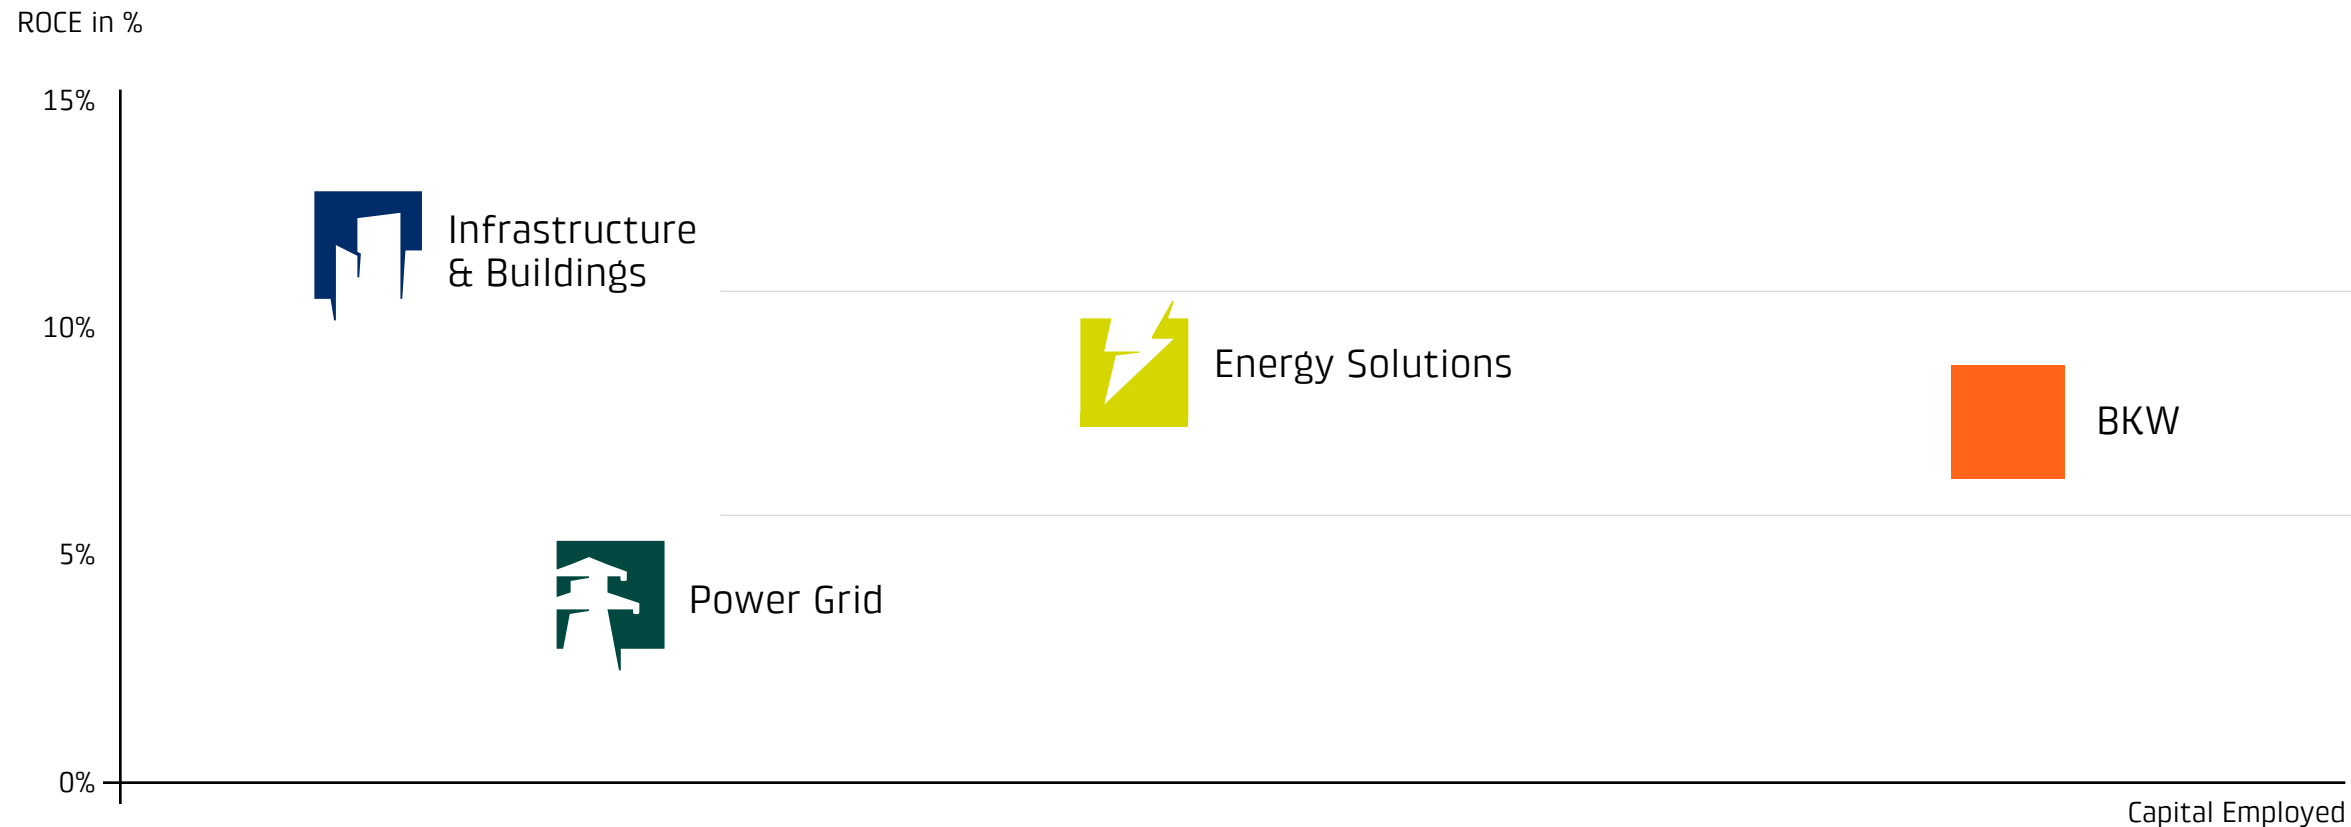 ROCE in %
15%
Infrastructure
& Buildings
10%
Energy Solutions
BKW
5%
Power Grid
0%
Capital Employed